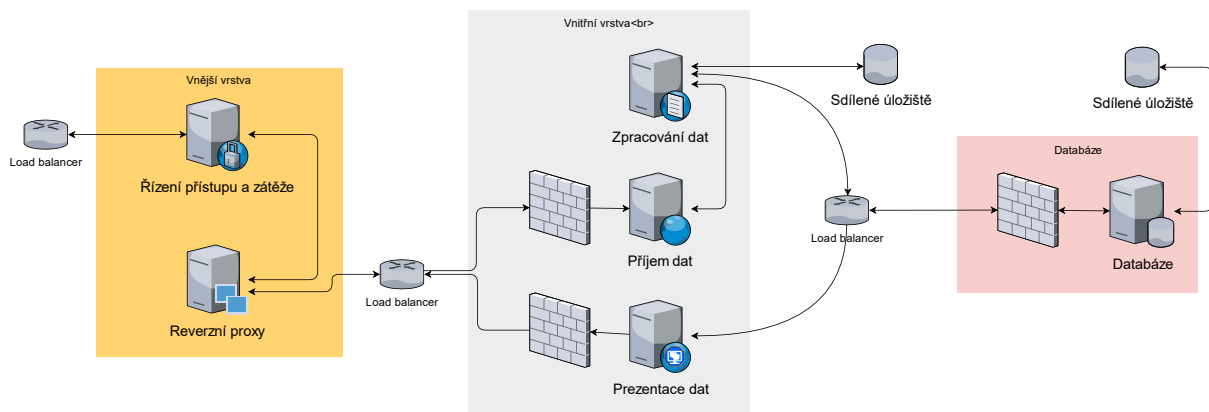 Vnitřní vrstva<br>
Vnější vrstva
Load balancer
Řízení přístupu a zátěže
Reverzní proxy
Load balancer
Zpracování dat
Příjem dat
Prezentace dat
Sdílené úložiště
Load balancer
Sdílené úložiště
Databáze
Databáze